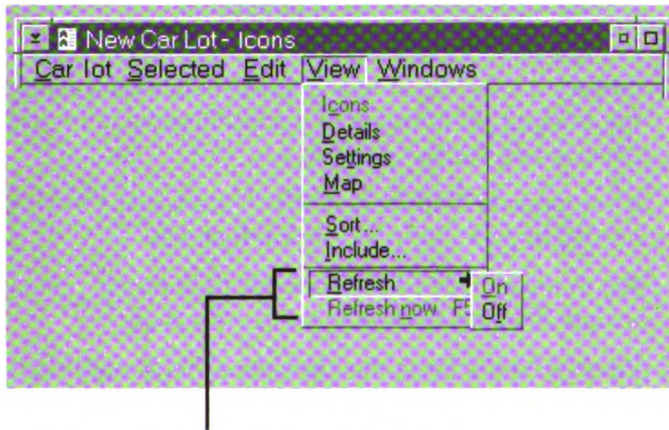 New Car Lot - Icons
Car lot Selected Edit View Windows
Icons
Details
Settings
Map
Sort...
Include...
Refresh On
Refresh now F5 Off